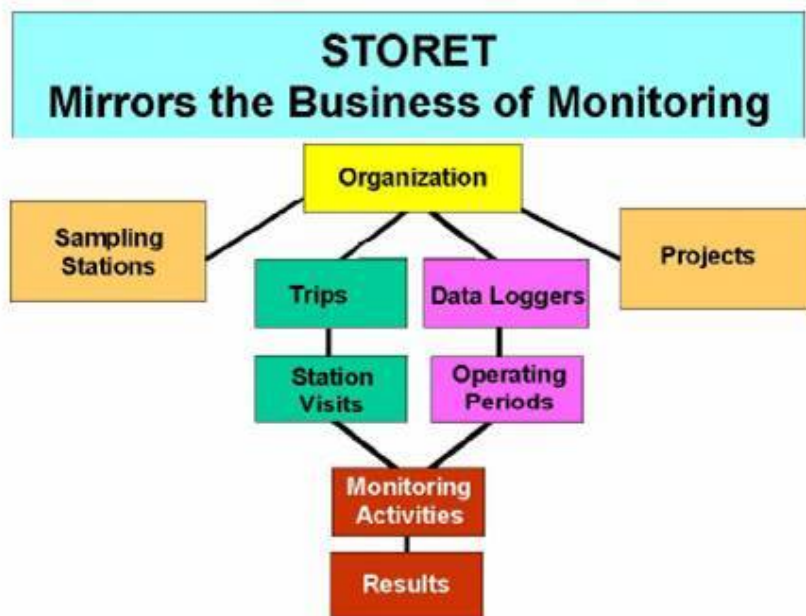 STORET
Mirrors the Business of Monitoring
Organization
Sampling
Stations
Projects
Trips
Data Loggers
Station
Visits
Operating
Periods
Monitoring
Activities
Results